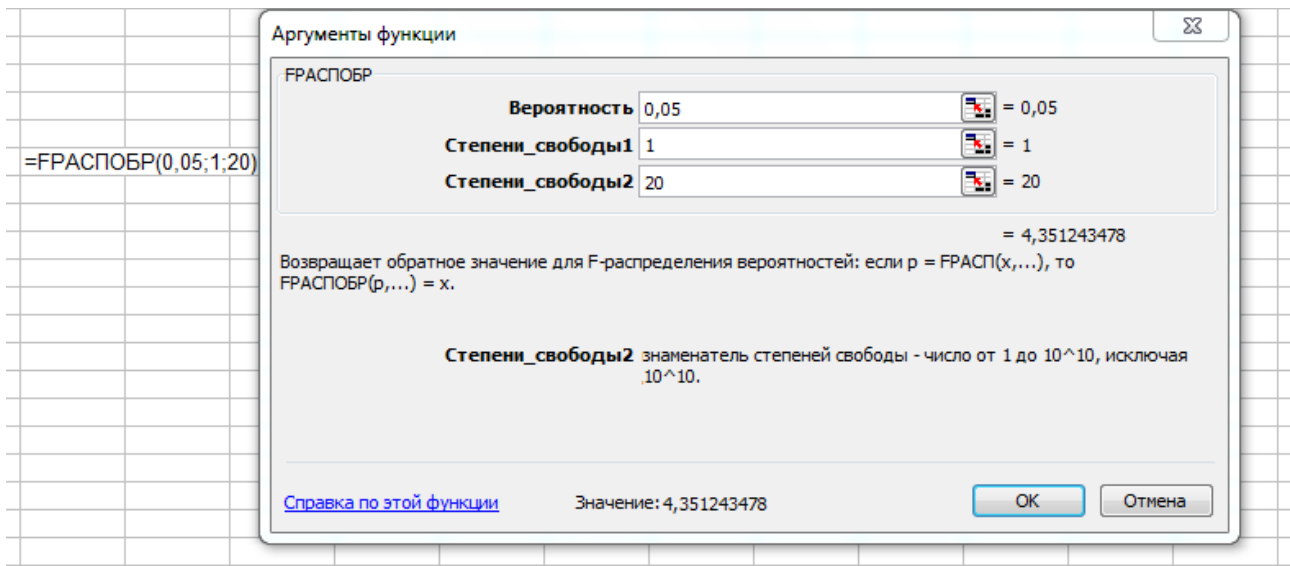 Аргументы функции
FРАСПОБР
Вероятность 0,05 = 0,05
Степени_свободы1 1 = 1
=FРАСПОБР(0,05;1;20)
Степени_свободы2 20 = 20
= 4,351243478
Возвращает обратное значение для F-распределения вероятностей: если p = FРАСП(x,...), то
FРАСПОБР(p,...) = x.
Степени_свободы2 знаменатель степеней свободы - число от 1 до 10^10, исключая
10^10.
Справка по этой функции Значение: 4,351243478 ОК Отмена